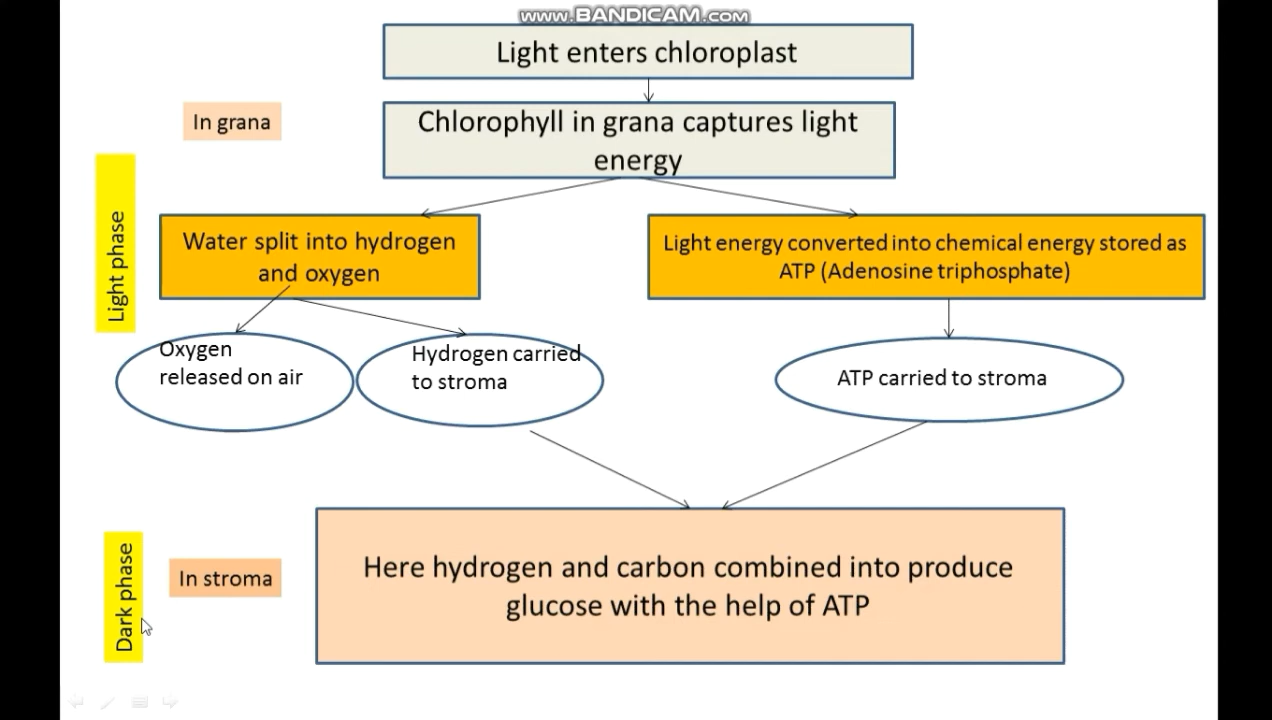 www.BANDICAM.com
Light enters chloroplast
In grana
Chlorophyll in grana captures light
energy
Light phase
Water split into hydrogen
and oxygen
Light energy converted into chemical energy stored as
ATP (Adenosine triphosphate)
Oxygen
released on air
Hydrogen carried
to stroma
ATP carried to stroma
Dark phase
In stroma
Here hydrogen and carbon combined into produce
glucose with the help of ATP